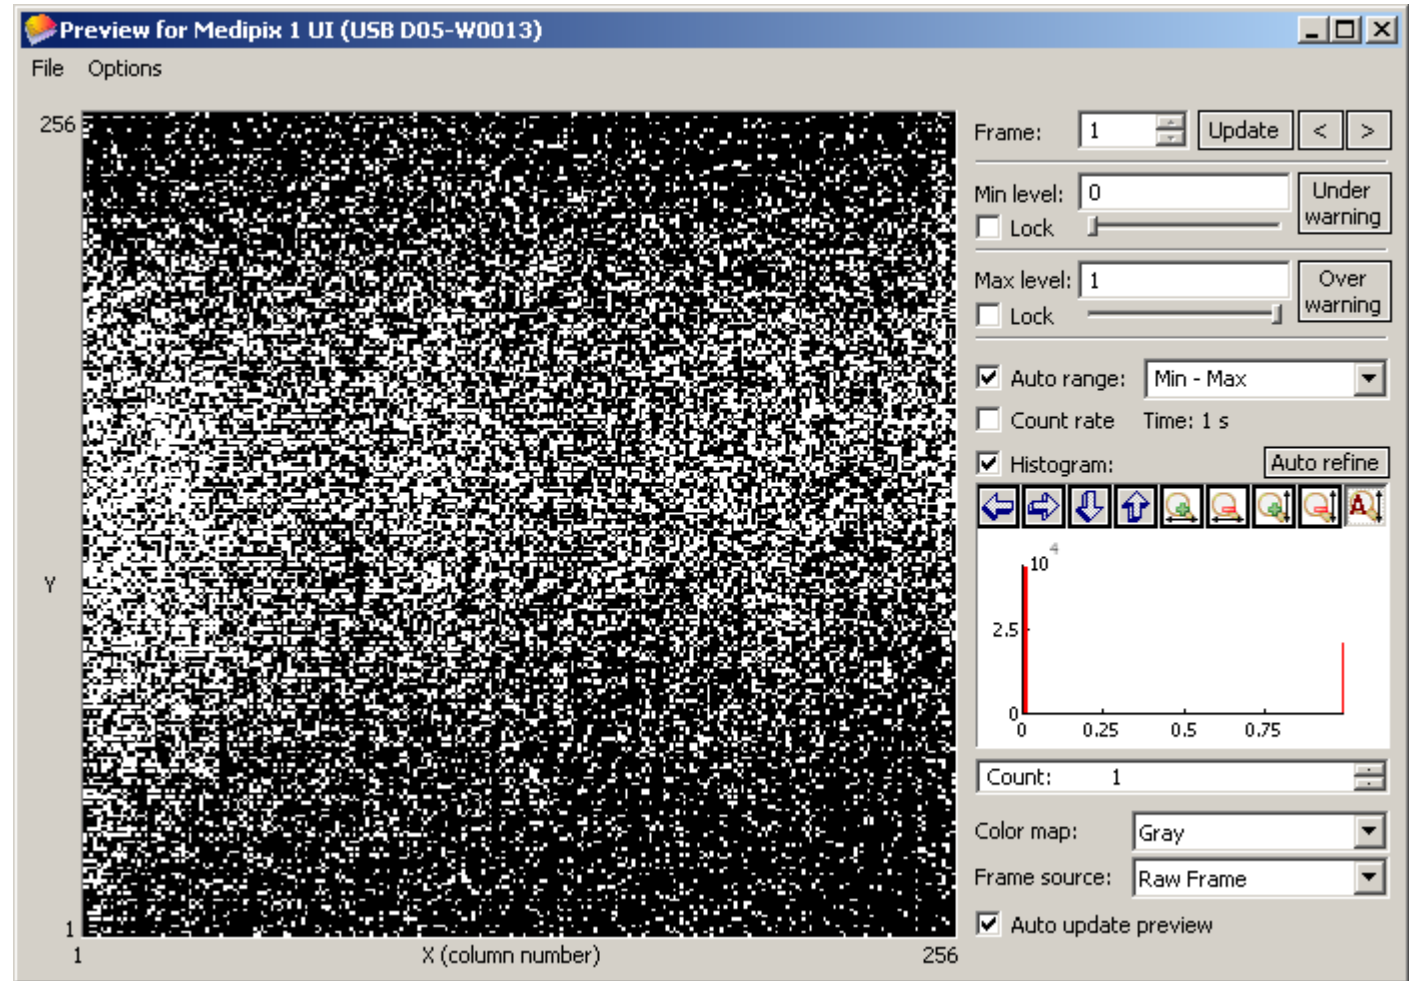 Preview for Medipix 1 UI (USB D05-W0013)
File Options
256
Y
1
1 X (column number) 256
Frame: 1 Update < >
Min level: 0 Under warning
Lock
Max level: 1 Over warning
Lock
Auto range: Min - Max
Count rate Time: 1 s
Histogram: Auto refine
A
10 4
2.5
0
0 0.25 0.5 0.75
Count: 1
Color map: Gray
Frame source: Raw Frame
Auto update preview